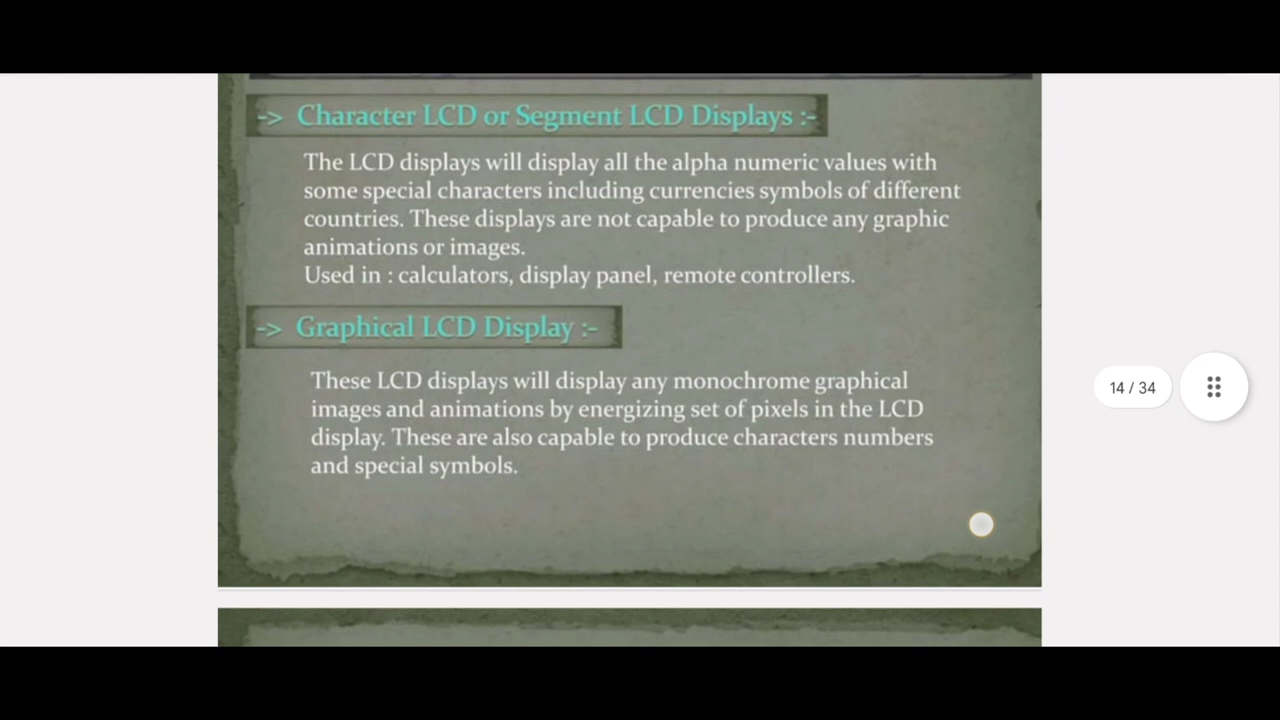 -> Character LCD or Segment LCD Displays :-
The LCD displays will display all the alpha numeric values with
some special characters including currencies symbols of different
countries. These displays are not capable to produce any graphic
animations or images.
Used in : calculators, display panel, remote controllers.
-> Graphical LCD Display :-
These LCD displays will display any monochrome graphical
images and animations by energizing set of pixels in the LCD
display. These are also capable to produce characters numbers
and special symbols.
14 / 34